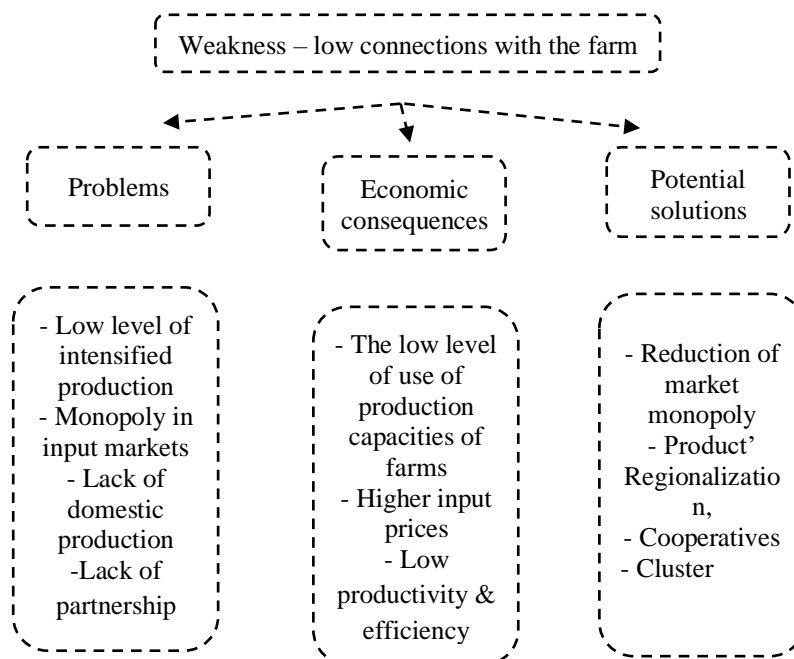 Weakness – low connections with the farm
Problems
Economic
consequences
Potential
solutions
- Low level of
intensified
production
- Monopoly in
input markets
- Lack of
domestic
production
-Lack of
partnership
- The low level
of use of
production
capacities of
farms
- Higher input
prices
- Low
productivity &
efficiency
- Reduction of
market
monopoly
- Product’
Regionalizatio
n,
- Cooperatives
- Cluster